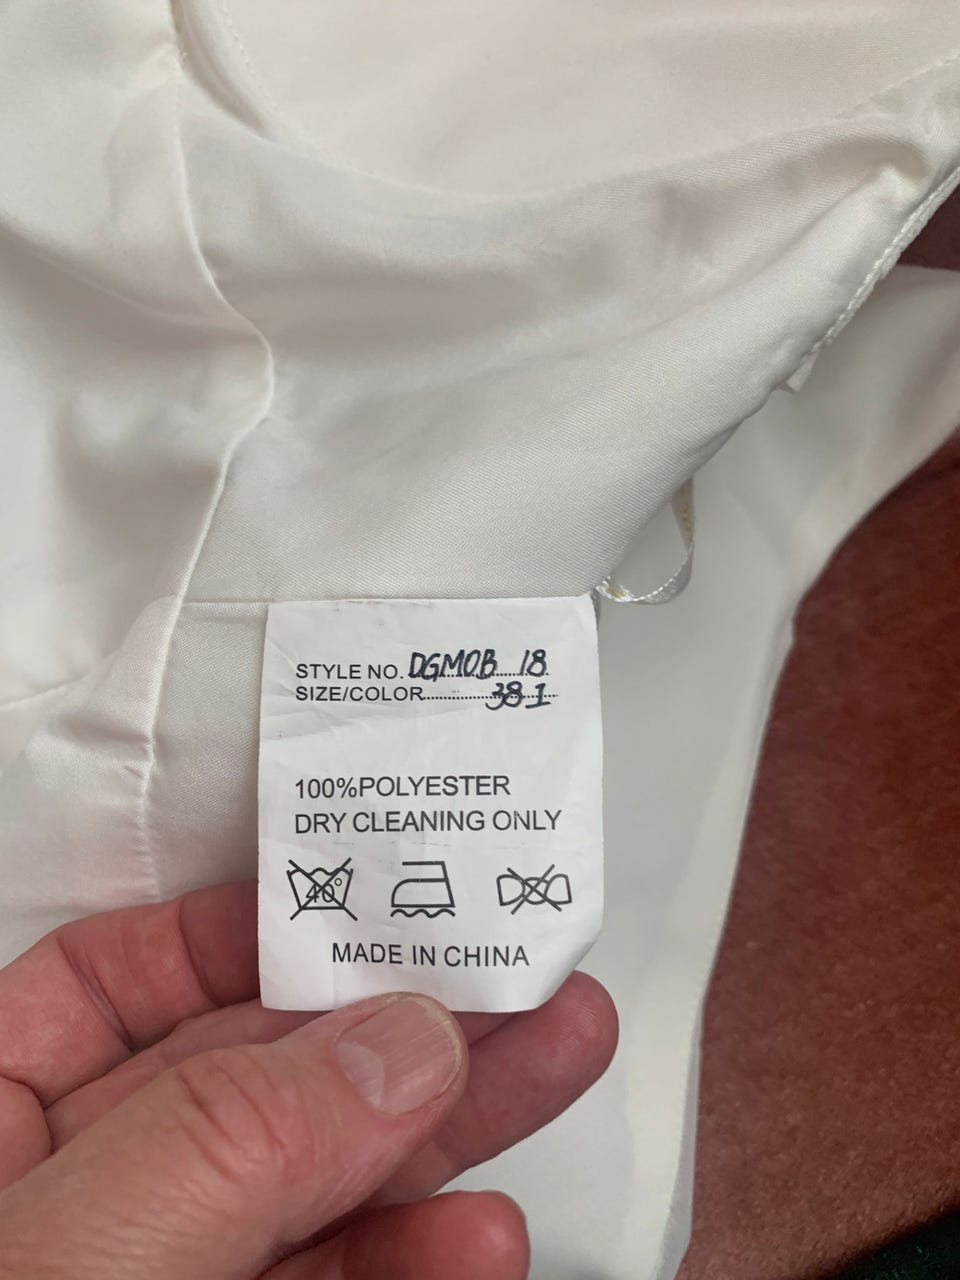 STYLE NO. DGMOB 18
SIZE/COLOR 38 1
100%POLYESTER
DRY CLEANING ONLY
40°
MADE IN CHINA